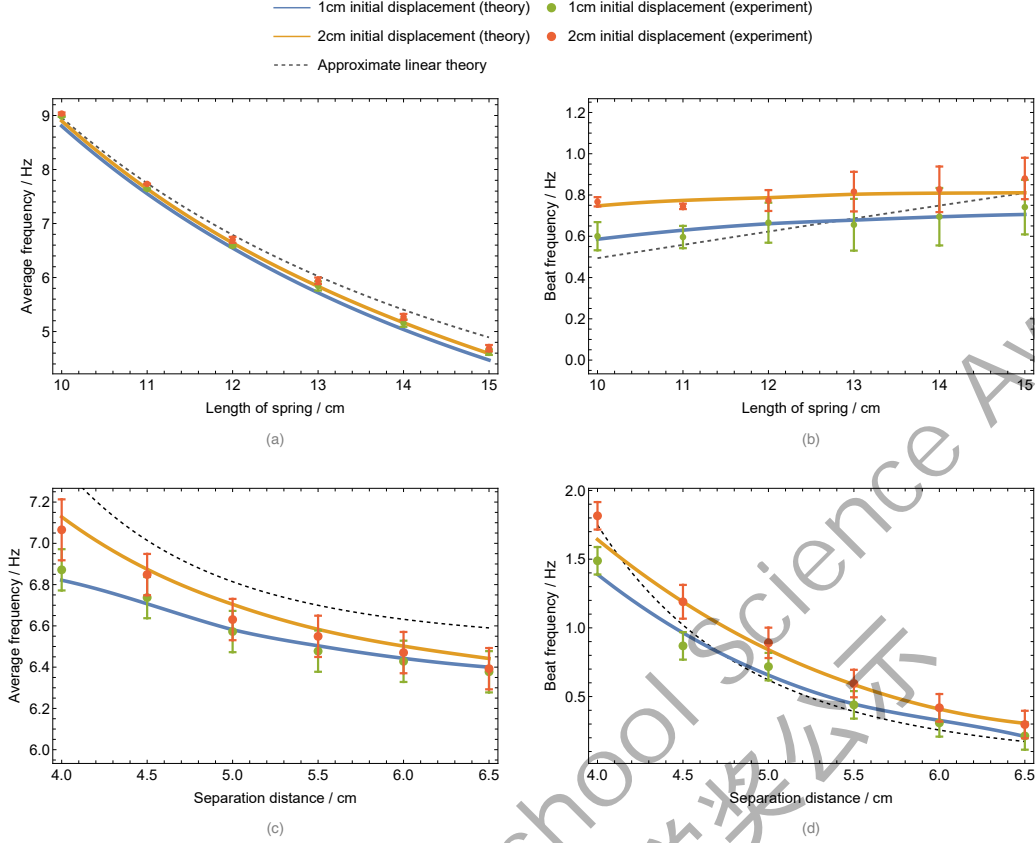 1cm initial displacement (theory) 1cm initial displacement (experiment)
2cm initial displacement (theory) 2cm initial displacement (experiment)
Approximate linear theory
9
8
7
6
5
10 11 12 13 14 15
Average frequency / Hz
Length of spring / cm
(a)
1.2
1.0
0.8
0.6
0.4
0.2
0.0
10 11 12 13 14 15
Beat frequency / Hz
Length of spring / cm
(b)
7.2
7.0
6.8
6.6
6.4
6.2
6.0
4.0 4.5 5.0 5.5 6.0 6.5
Average frequency / Hz
Separation distance / cm
(c)
2.0
1.5
1.0
0.5
4.0 4.5 5.0 5.5 6.0 6.5
Beat frequency / Hz
Separation distance / cm
(d)
hool Science Aw
奖公示